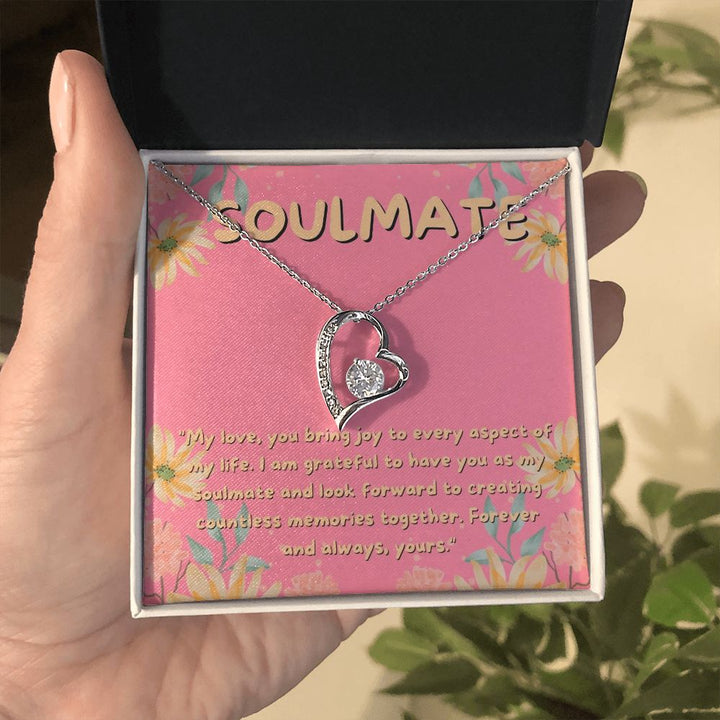 SOULMATE
"My love, you bring joy to every aspect of
my life. I am grateful to have you as my
soulmate and look forward to creating
countless memories together. Forever
and always, yours."